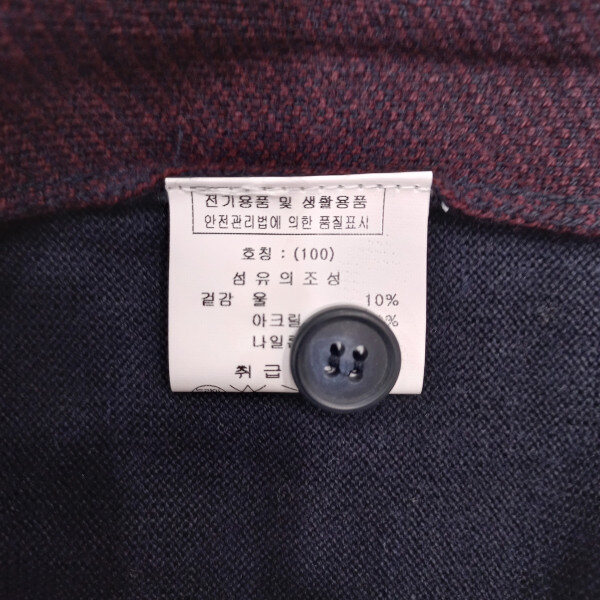 전기용품 및 생활용품
안전관리법에 의한 품질표시
호칭 : (100)
섬유의조성
겉감 울 10%
아크릴 %
취급